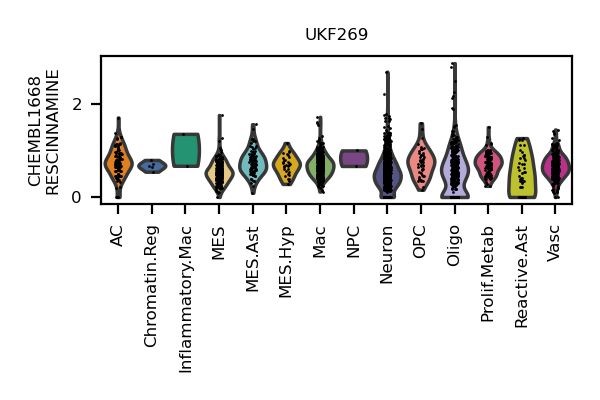 UKF269
CHEMBL1668
RESCINNAMINE
2
0
AC
Chromatin.Reg
Inflammatory.Mac
MES
MES.Ast
MES.Hyp
Mac
NPC
Neuron
OPC
Oligo
Prolif.Metab
Reactive.Ast
Vasc